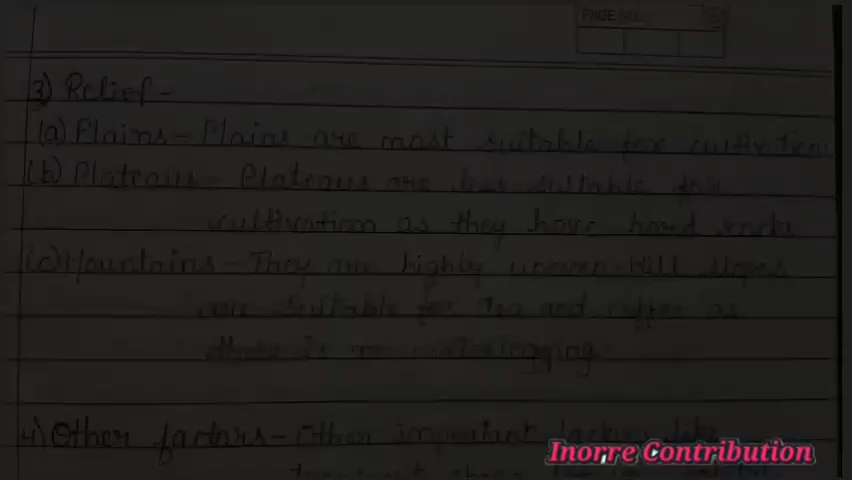 PAGE NO.
3) Relief -
(a) Plains - Plains are most suitable for cultivation
(b) Plateaus - Plateaus are less suitable for
cultivation as they have hard rocks
(c) Mountains - They are highly uneven. Hill slopes
are suitable for Tea and coffee as
there is no waterlogging.
4) Other factors - Other important factors like
transport
Inorre Contribution